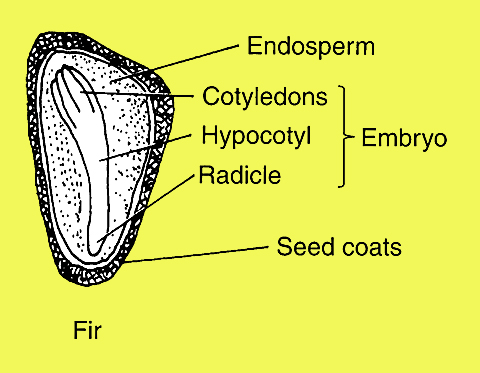 Endosperm
Cotyledons
Hypocotyl
Embryo
Radicle
Seed coats
Fir